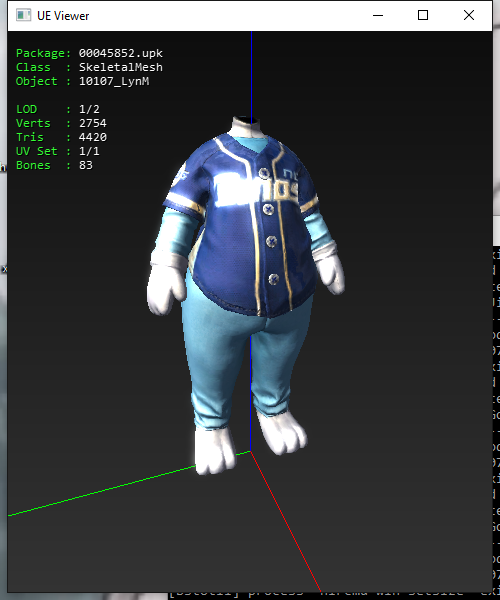 UE Viewer
Package: 00045852.upk
Class  : SkeletalMesh
Object : 10107_LynM
LOD    : 1/2
Verts  : 2754
Tris   : 4420
UV Set : 1/1
Bones  : 83
nc